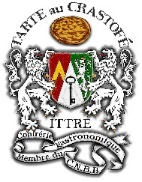 TARTE au CRASTOFÉ
ITTRE
Confrérie Gastronomique
Membre du C.N.H.B.